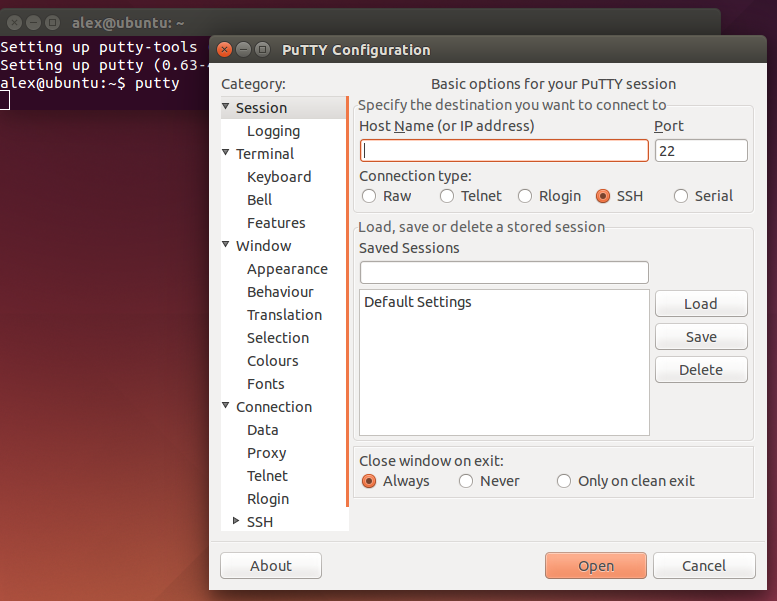 alex@ubuntu: ~
Setting up putty-tools
Setting up putty (0.63-
alex@ubuntu:~$ putty
PuTTY Configuration
Category:
Session
Logging
Terminal
Keyboard
Bell
Features
Window
Appearance
Behaviour
Translation
Selection
Colours
Fonts
Connection
Data
Proxy
Telnet
Rlogin
SSH
Basic options for your PuTTY session
Specify the destination you want to connect to
Host Name (or IP address) Port
22
Connection type:
Raw Telnet Rlogin SSH Serial
Load, save or delete a stored session
Saved Sessions
Default Settings
Load
Save
Delete
Close window on exit:
Always Never Only on clean exit
About Open Cancel